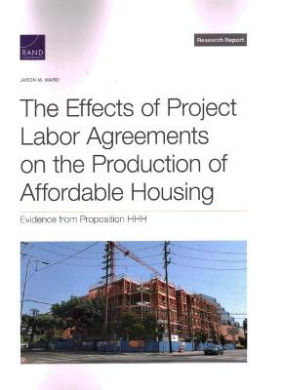 RAND
Research Report
JASON M. WARD
The Effects of Project
Labor Agreements
on the Production of
Affordable Housing
Evidence from Proposition HHH